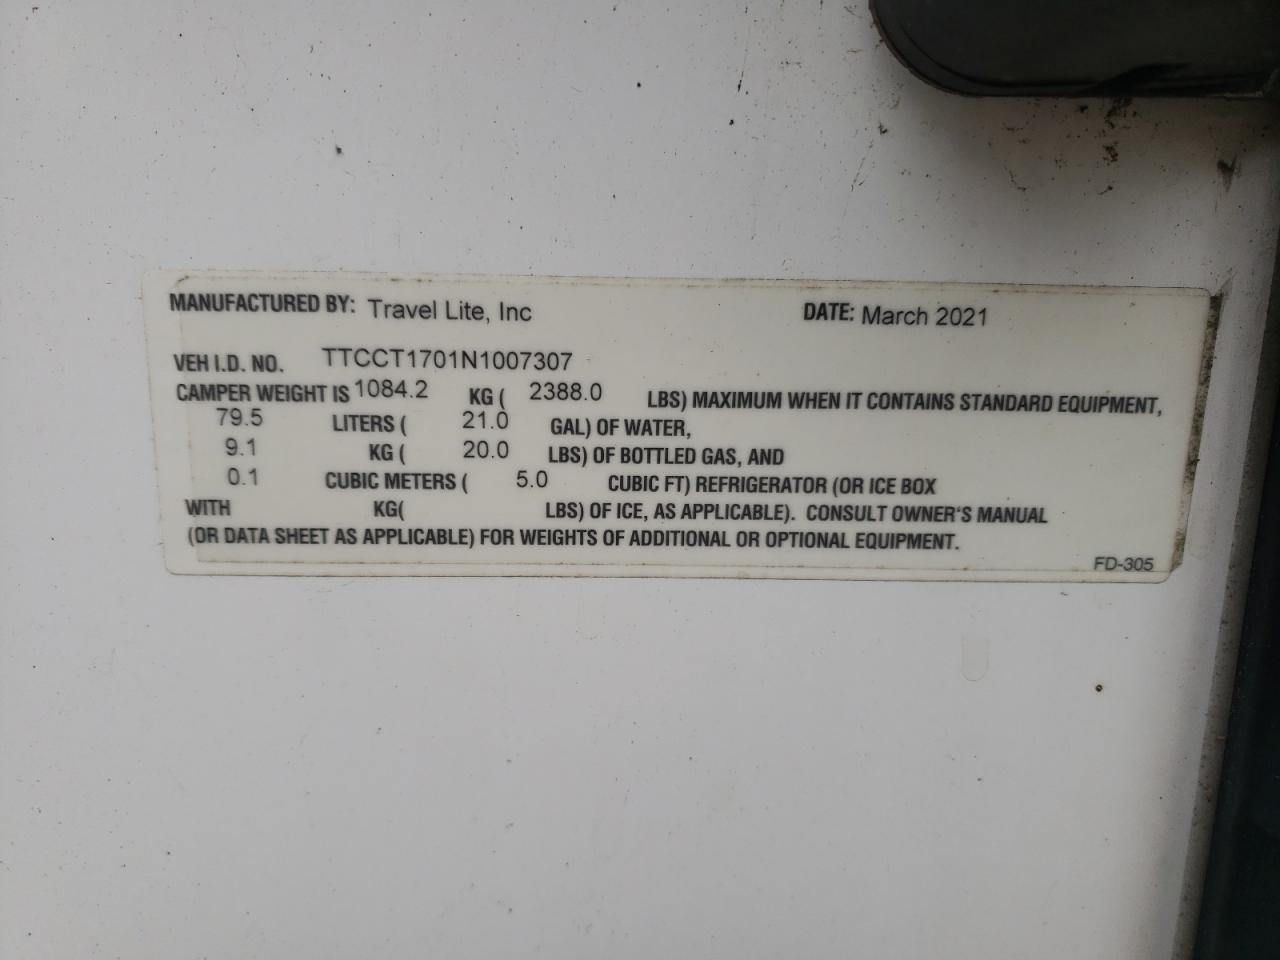 MANUFACTURED BY: Travel Lite, Inc DATE: March 2021
VEH I.D. NO. TTCCT1701N1007307
CAMPER WEIGHT IS 1084.2 KG ( 2388.0 LBS) MAXIMUM WHEN IT CONTAINS STANDARD EQUIPMENT,
79.5 LITERS ( 21.0 GAL) OF WATER,
9.1 KG ( 20.0 LBS) OF BOTTLED GAS, AND
0.1 CUBIC METERS ( 5.0 CUBIC FT) REFRIGERATOR (OR ICE BOX
WITH KG( LBS) OF ICE, AS APPLICABLE). CONSULT OWNER'S MANUAL
(OR DATA SHEET AS APPLICABLE) FOR WEIGHTS OF ADDITIONAL OR OPTIONAL EQUIPMENT.
FD-305